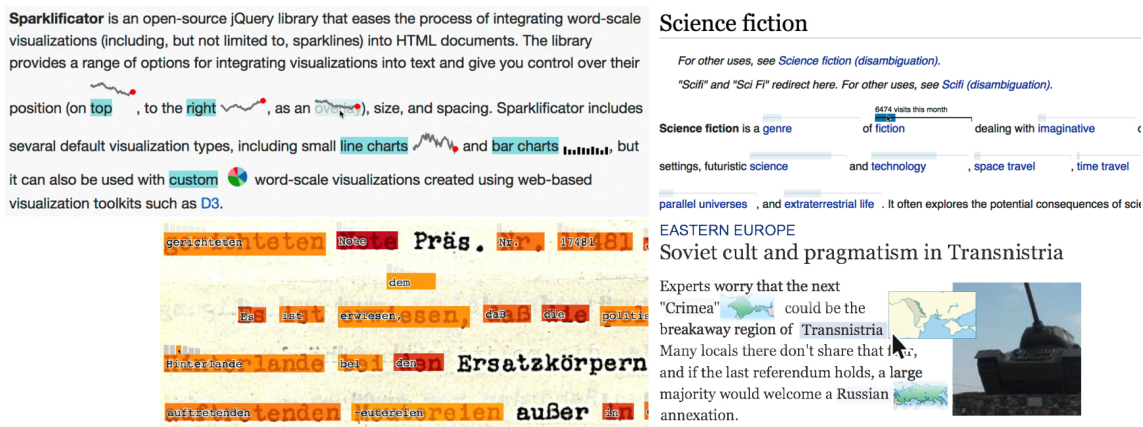 Sparklificator is an open-source jQuery library that eases the process of integrating word-scale
visualizations (including, but not limited to, sparklines) into HTML documents. The library
provides a range of options for integrating visualizations into text and give you control over their
position (on top , to the right , as an overlay), size, and spacing. Sparklificator includes
sevaral default visualization types, including small line charts and bar charts , but
it can also be used with custom word-scale visualizations created using web-based
visualization toolkits such as D3.
Science fiction
For other uses, see Science fiction (disambiguation).
"Scifi" and "Sci Fi" redirect here. For other uses, see Scifi (disambiguation).
6474 visits this month
Science fiction is a genre of fiction dealing with imaginative
settings, futuristic science and technology , space travel , time travel
parallel universes , and extraterrestrial life . It often explores the potential consequences of
gerichteten Note Präs. Nr. 17481
dem
Es ist erwiesen, daß die
Hinterlande bei den Ersatzkörpern
auftretenden -eutereien außer in
EASTERN EUROPE
Soviet cult and pragmatism in Transnistria
Experts worry that the next
"Crimea" could be the
breakaway region of Transnistria
Many locals there don't share that
and if the last referendum holds, a large
majority would welcome a Russian
annexation.